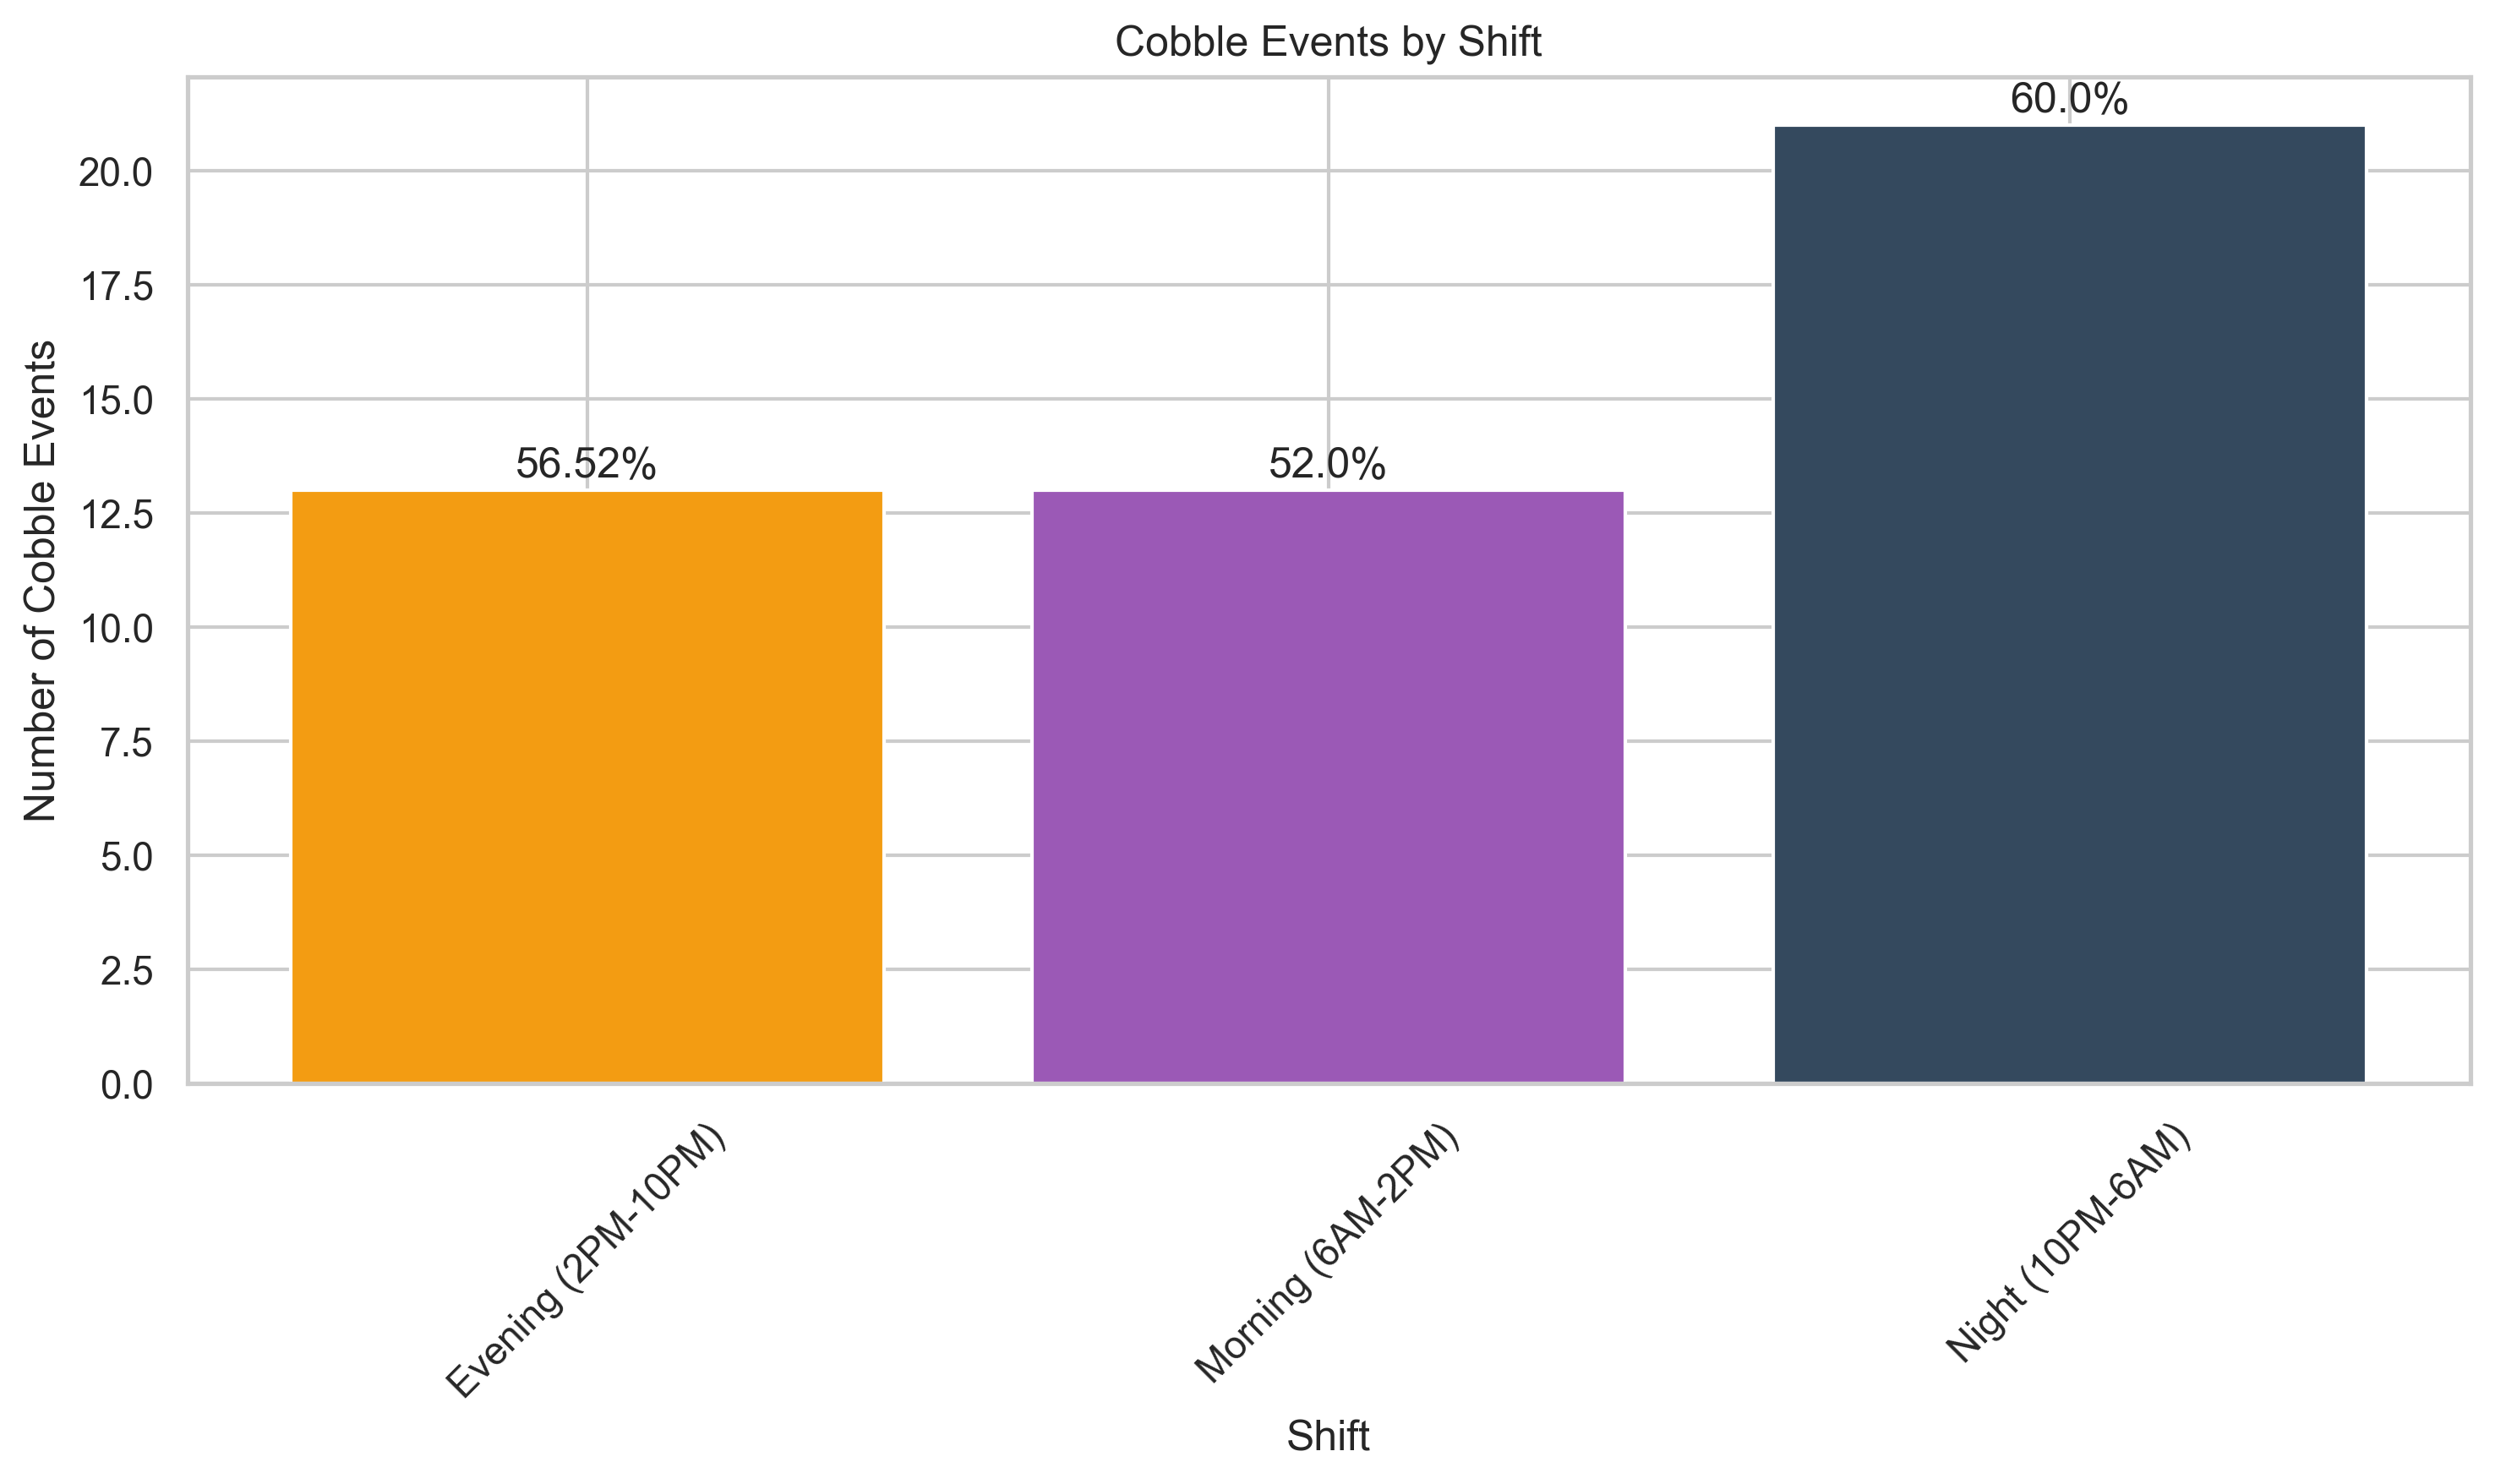 Cobble Events by Shift
60.0%
56.52%
52.0%
Number of Cobble Events
20.0
17.5
15.0
12.5
10.0
7.5
5.0
2.5
0.0
Evening (2PM-10PM)
Morning (6AM-2PM)
Night (10PM-6AM)
Shift